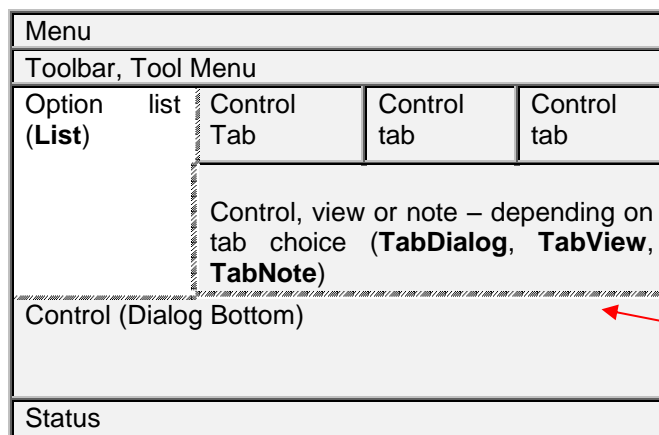 Menu
Toolbar, Tool Menu
Option list
(List)
Control
Tab
Control
tab
Control
tab
Control, view or note – depending on
tab choice (TabDialog, TabView,
TabNote)
Control (Dialog Bottom)
Status